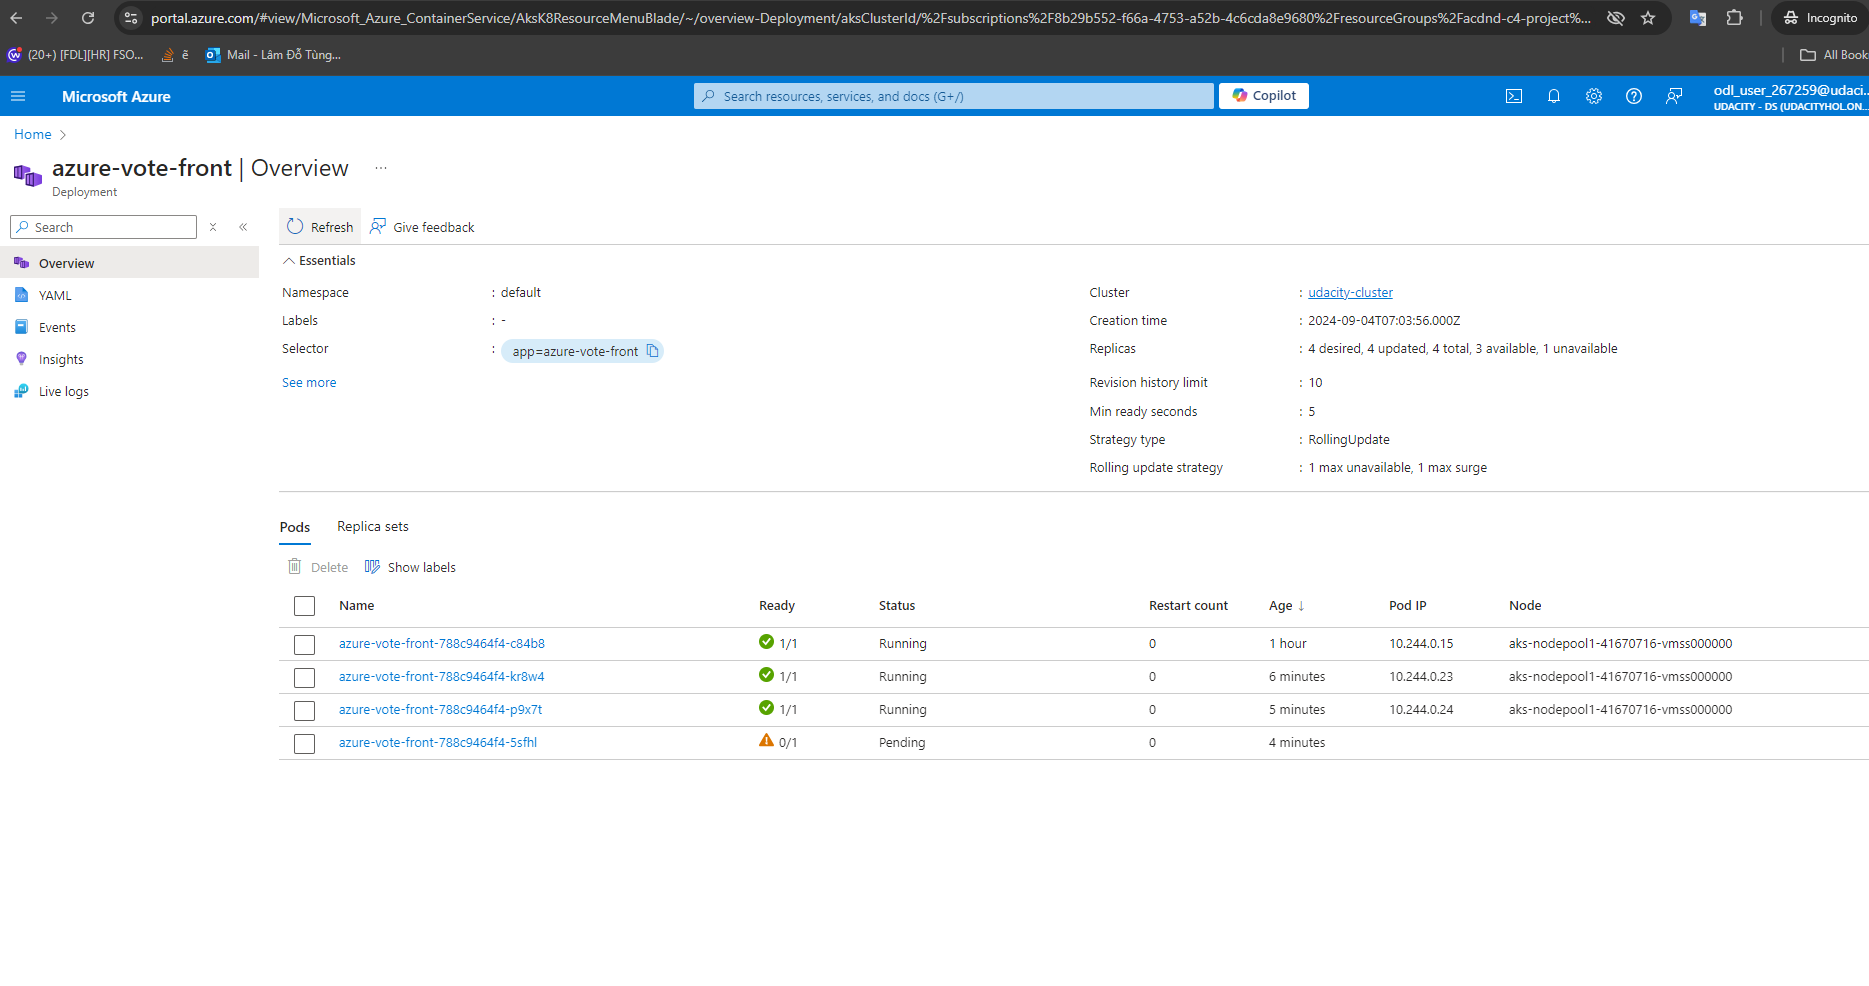 portal.azure.com/#view/Microsoft_Azure_ContainerService/AksK8ResourceMenuBlade/~/overview-Deployment/aksClusterId/%2Fsubscriptions%2F8b29b552-f66a-4753-a52b-4c6cda8e9680%2FresourceGroups%2Facdnd-c4-project%... Incognito
(20+) [FDL][HR] FSO... ẽ Mail - Lâm Đỗ Tùng... All Book
Microsoft Azure Search resources, services, and docs (G+/) Copilot odl_user_267259@udaci...
UDACITY - DS (UDACITYHOL.ON...
Home
azure-vote-front | Overview ...
Deployment
Search Refresh Give feedback
Overview Essentials
YAML
Events
Insights
Live logs
Namespace : default
Labels : -
Selector : app=azure-vote-front
See more
Cluster : udacity-cluster
Creation time : 2024-09-04T07:03:56.000Z
Replicas : 4 desired, 4 updated, 4 total, 3 available, 1 unavailable
Revision history limit : 10
Min ready seconds : 5
Strategy type : RollingUpdate
Rolling update strategy : 1 max unavailable, 1 max surge
Pods Replica sets
Delete Show labels
Name Ready Status Restart count Age ↓ Pod IP Node
azure-vote-front-788c9464f4-c84b8 1/1 Running 0 1 hour 10.244.0.15 aks-nodepool1-41670716-vmss000000
azure-vote-front-788c9464f4-kr8w4 1/1 Running 0 6 minutes 10.244.0.23 aks-nodepool1-41670716-vmss000000
azure-vote-front-788c9464f4-p9x7t 1/1 Running 0 5 minutes 10.244.0.24 aks-nodepool1-41670716-vmss000000
azure-vote-front-788c9464f4-5sfhl 0/1 Pending 0 4 minutes